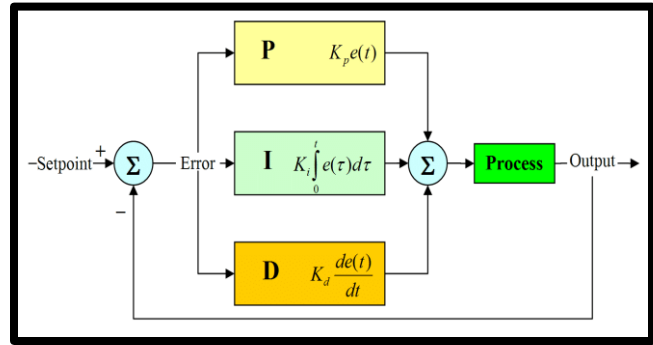 P K_p e(t)
+
–Setpoint Σ Error I K_i ∫_0^t e(τ)dτ Σ Process Output
–
D K_d de(t)/dt